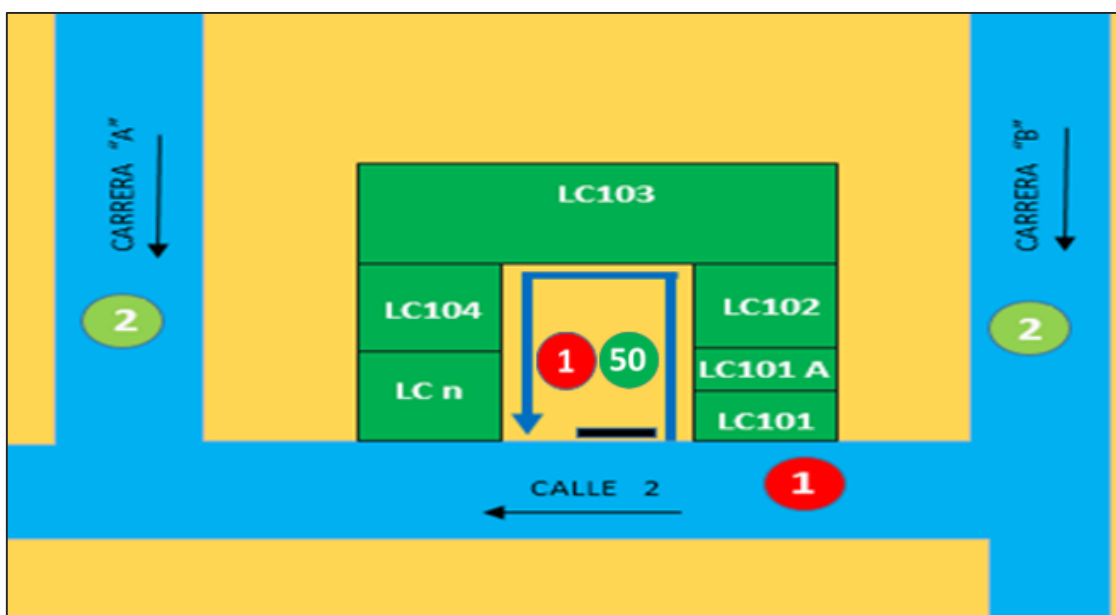 CARRERA "A"
CARRERA "B"
LC103
LC104
LC102
2
1
50
2
LC n
LC101 A
LC101
CALLE 2
1